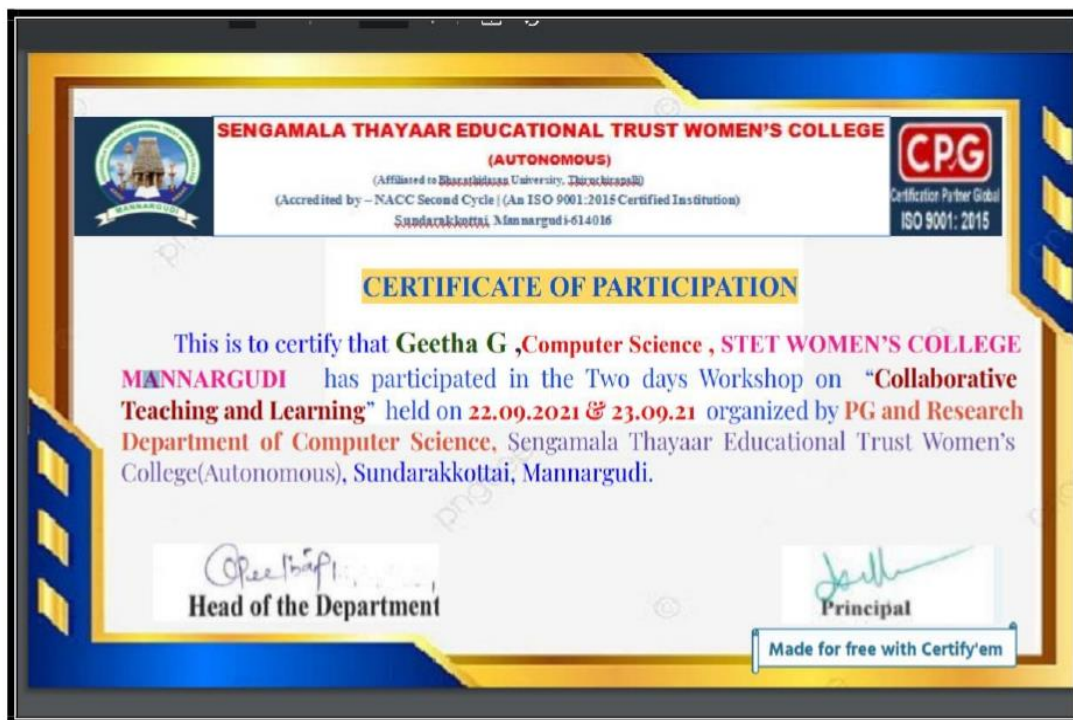 SENGAMALA THAYAAR EDUCATIONAL TRUST WOMEN'S COLLEGE
(AUTONOMOUS)
(Affiliated to Bharathidasan University, Thiruchirapalli)
(Accredited by – NACC Second Cycle | (An ISO 9001:2015 Certified Institution)
Sundarakkottai, Mannargudi-614016
MANNARGUDI
CPG
Certification Partner Global
ISO 9001: 2015
CERTIFICATE OF PARTICIPATION
This is to certify that Geetha G ,Computer Science , STET WOMEN'S COLLEGE
MANNARGUDI has participated in the Two days Workshop on “Collaborative
Teaching and Learning” held on 22.09.2021 & 23.09.21 organized by PG and Research
Department of Computer Science, Sengamala Thayaar Educational Trust Women's
College(Autonomous), Sundarakkottai, Mannargudi.
Head of the Department
Principal
Made for free with Certify'em